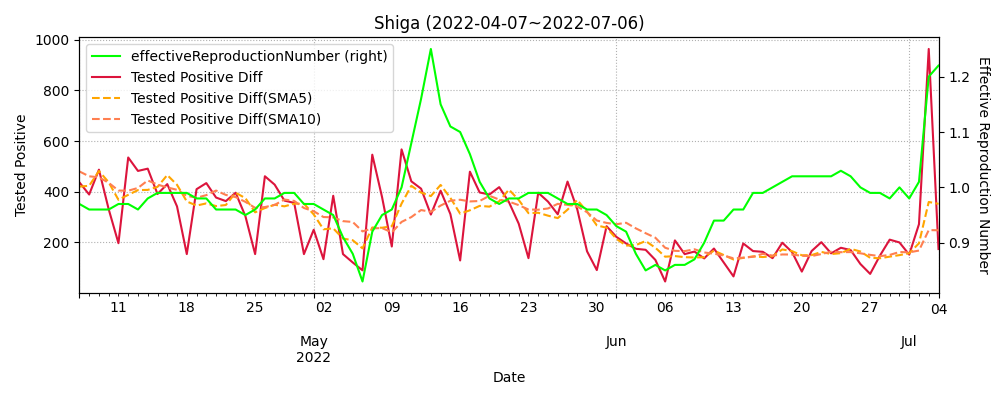 Shiga (2022-04-07~2022-07-06)
effectiveReproductionNumber (right)
Tested Positive Diff
Tested Positive Diff(SMA5)
Tested Positive Diff(SMA10)
Tested Positive
1000
800
600
400
200
Effective Reproduction Number
1.2
1.1
1.0
0.9
11 18 25 02 09 16 23 30 06 13 20 27 04
May Jun Jul
2022
Date